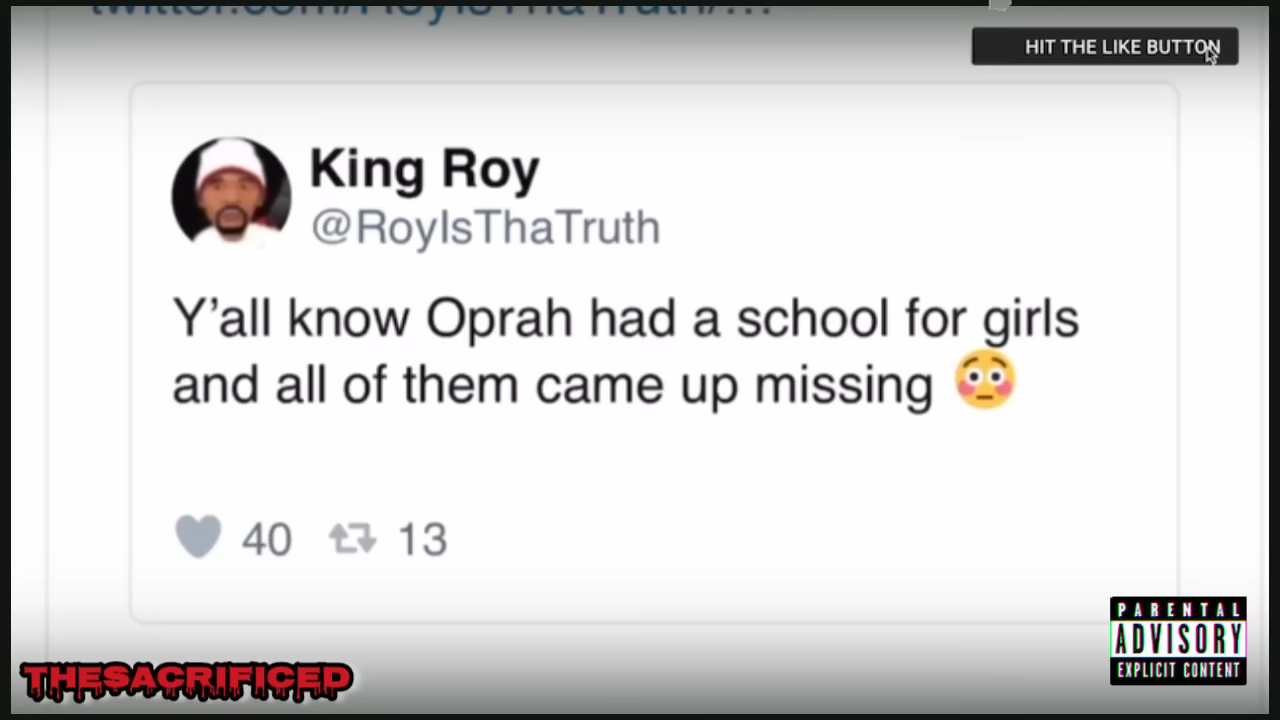 HIT THE LIKE BUTTON
King Roy
@RoyIsThaTruth
Y’all know Oprah had a school for girls
and all of them came up missing 😳
40 13
PARENTAL
ADVISORY
EXPLICIT CONTENT
THESACRIFICED